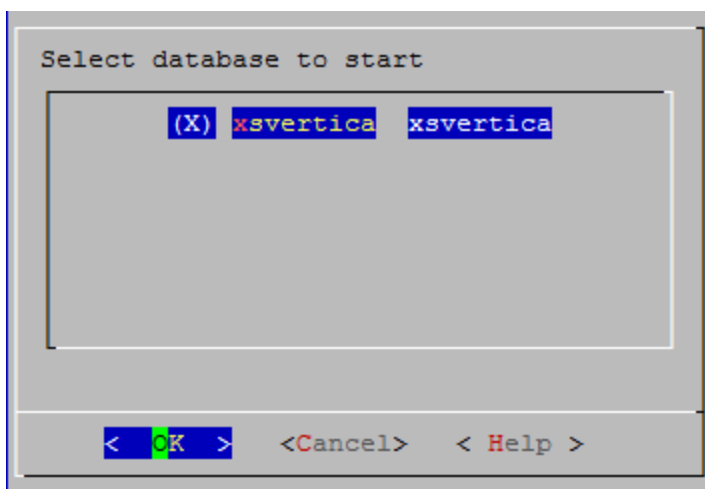 Select database to start
(X) xsvertica xsvertica
< OK > <Cancel> < Help >